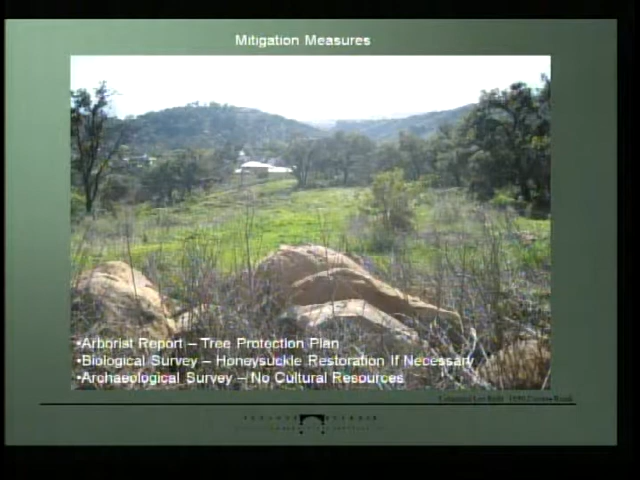 Mitigation Measures
•Arborist Report – Tree Protection Plan
•Biological Survey – Honeysuckle Restoration If Necessary
•Archaeological Survey – No Cultural Resources